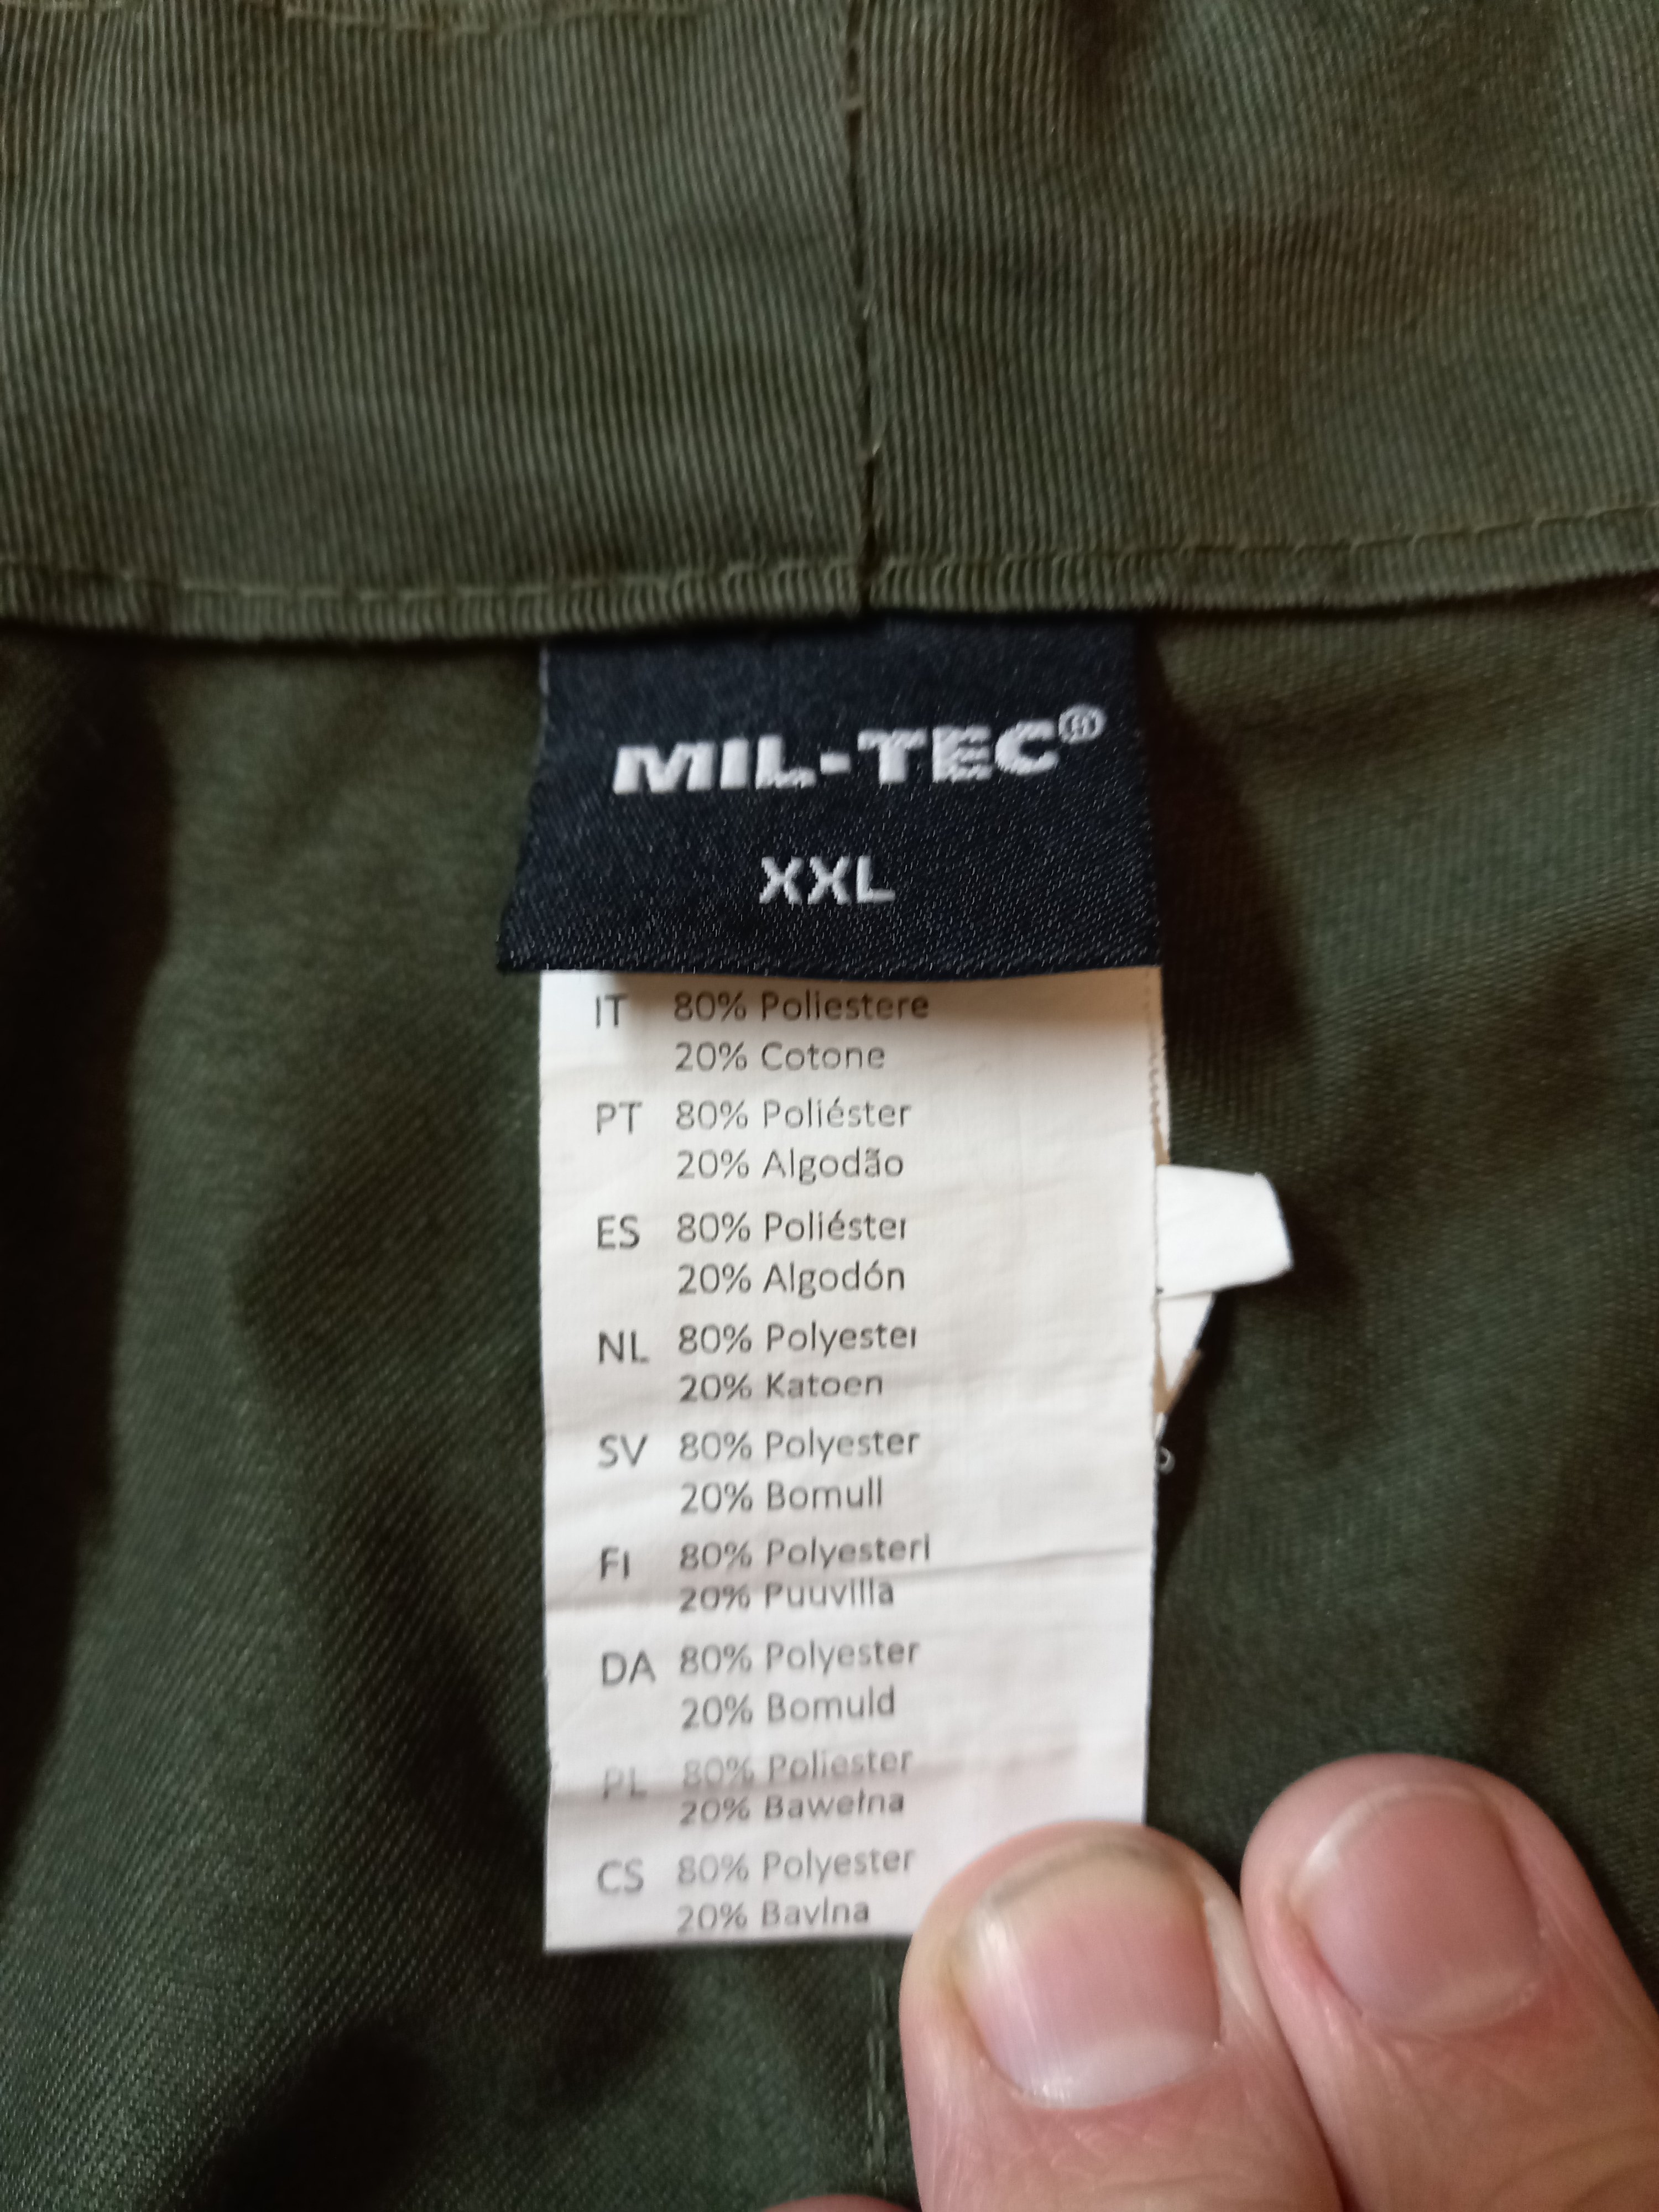 MIL-TEC®
XXL
IT 80% Poliestere
20% Cotone
PT 80% Poliéster
20% Algodão
ES 80% Poliéster
20% Algodón
NL 80% Polyester
20% Katoen
SV 80% Polyester
20% Bomull
FI 80% Polyesteri
20% Puuvilla
DA 80% Polyester
20% Bomuld
PL 80% Poliester
20% Bawełna
CS 80% Polyester
20% Bavlna